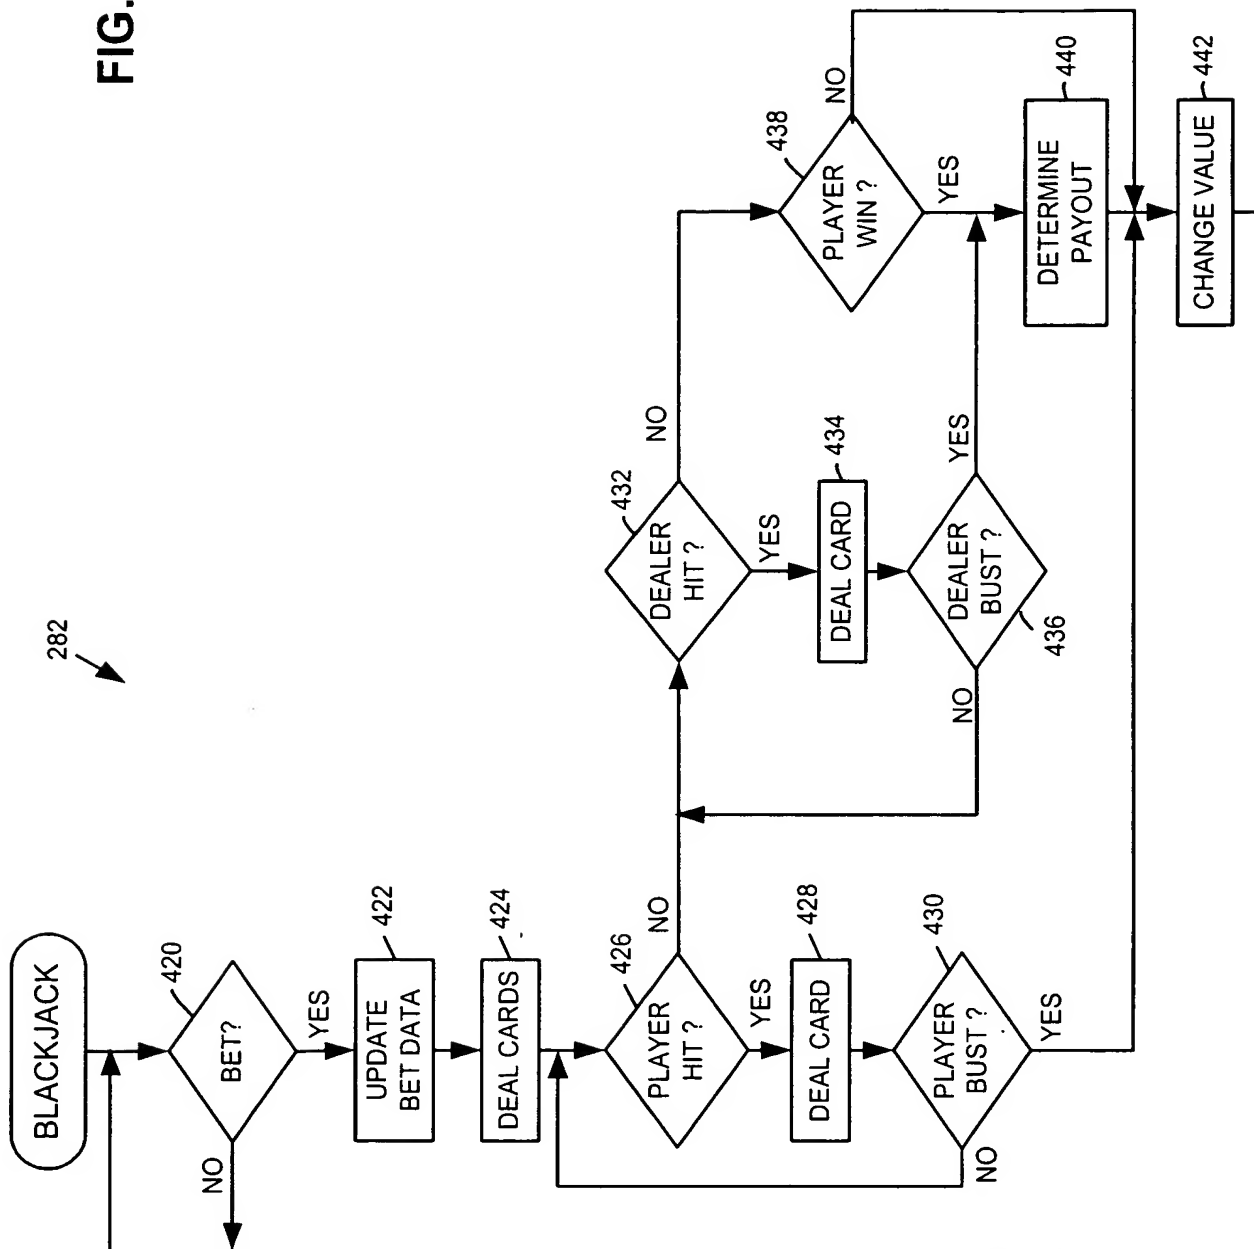 FIG.
282
BLACKJACK
420
BET?
NO
YES
422
UPDATE
BET DATA
424
DEAL CARDS
426
PLAYER
HIT ?
NO
YES
428
DEAL CARD
430
PLAYER
BUST ?
NO
YES
432
DEALER
HIT ?
NO
YES
434
DEAL CARD
DEALER
BUST ?
436
NO
YES
438
PLAYER
WIN ?
NO
YES
440
DETERMINE
PAYOUT
442
CHANGE VALUE